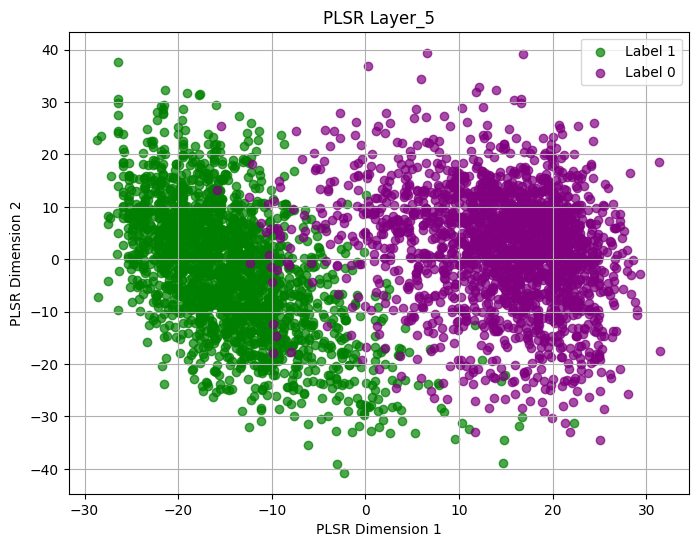 PLSR Layer_5
Label 1
Label 0
40
30
20
10
0
−10
−20
−30
−40
PLSR Dimension 2
−30 −20 −10 0 10 20 30
PLSR Dimension 1